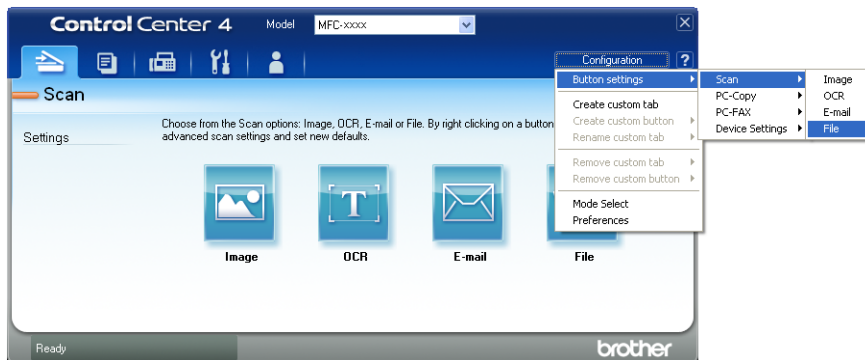 Control Center 4
Model
MFC-xxxx
Configuration
?
Button settings
Scan
Image
PC-Copy
OCR
Create custom tab
PC-FAX
E-mail
Create custom button
Device Settings
File
Rename custom tab
Remove custom tab
Remove custom button
Mode Select
Preferences
Scan
Settings
Choose from the Scan options: Image, OCR, E-mail or File. By right clicking on a button
advanced scan settings and set new defaults.
T
Image
OCR
E-mail
File
Ready
brother